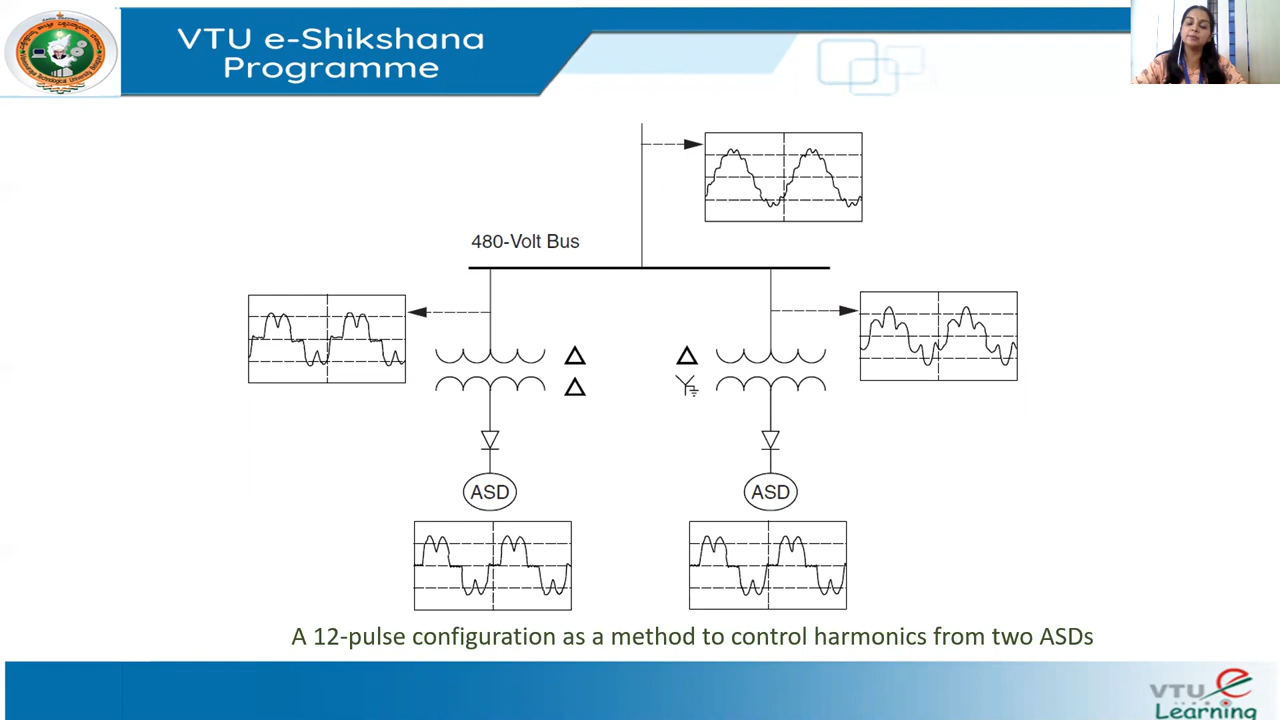 VTU e-Shikshana
Programme
480-Volt Bus
ASD
ASD
A 12-pulse configuration as a method to control harmonics from two ASDs
VTU e
Learning